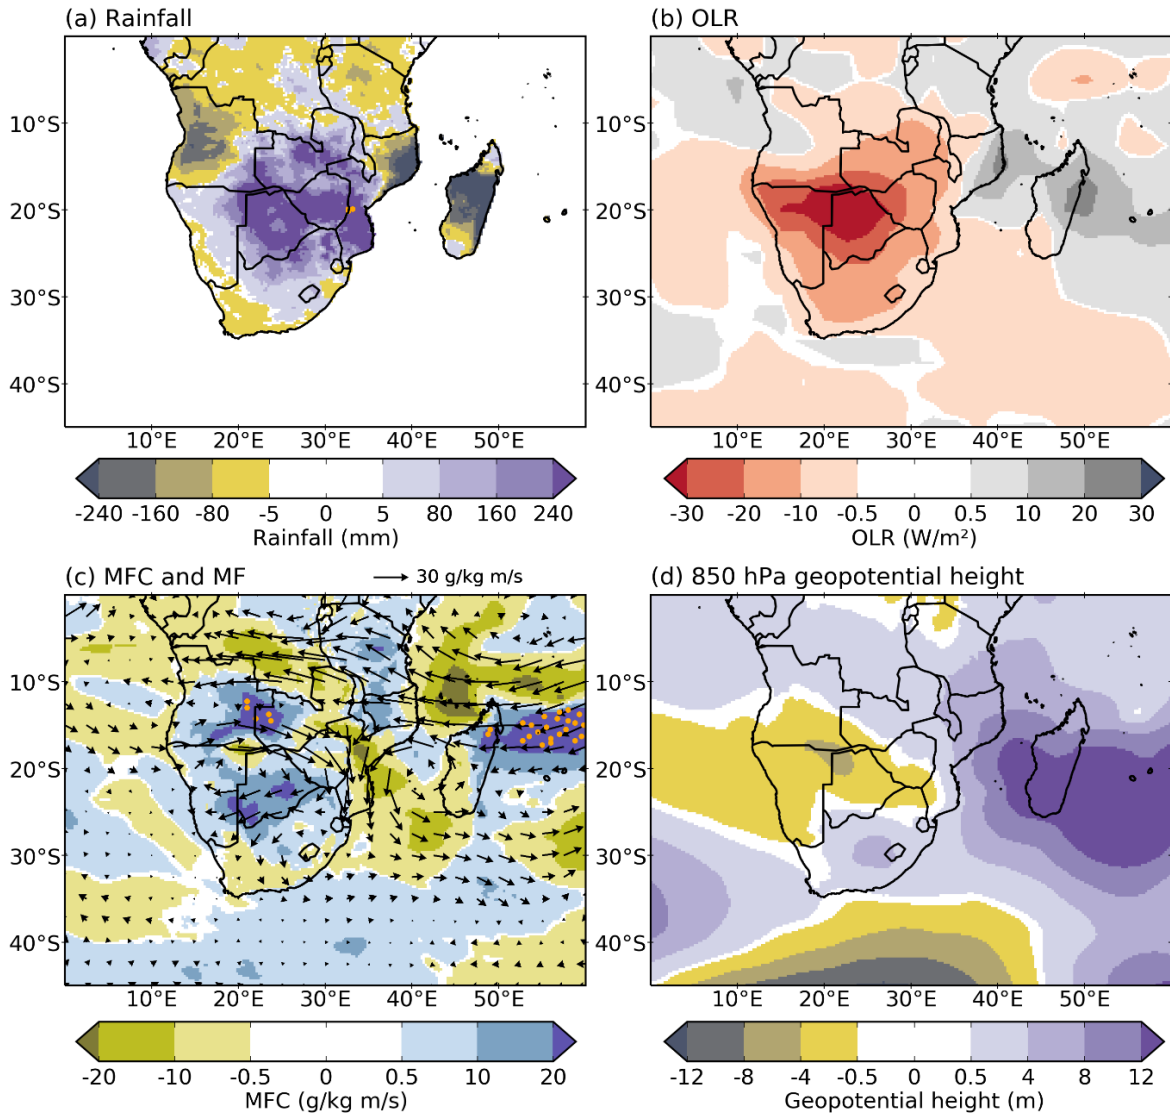 (a) Rainfall
(b) OLR
10°S
20°S
30°S
40°S
10°E 20°E 30°E 40°E 50°E
-240 -160 -80 -5 0 5 80 160 240
Rainfall (mm)
10°S
20°S
30°S
40°S
10°E 20°E 30°E 40°E 50°E
-30 -20 -10 -0.5 0 0.5 10 20 30
OLR (W/m²)
(c) MFC and MF
30 g/kg m/s
(d) 850 hPa geopotential height
10°S
20°S
30°S
40°S
10°E 20°E 30°E 40°E 50°E
-20 -10 -0.5 0 0.5 10 20
MFC (g/kg m/s)
10°S
20°S
30°S
40°S
10°E 20°E 30°E 40°E 50°E
-12 -8 -4 -0.5 0 0.5 4 8 12
Geopotential height (m)